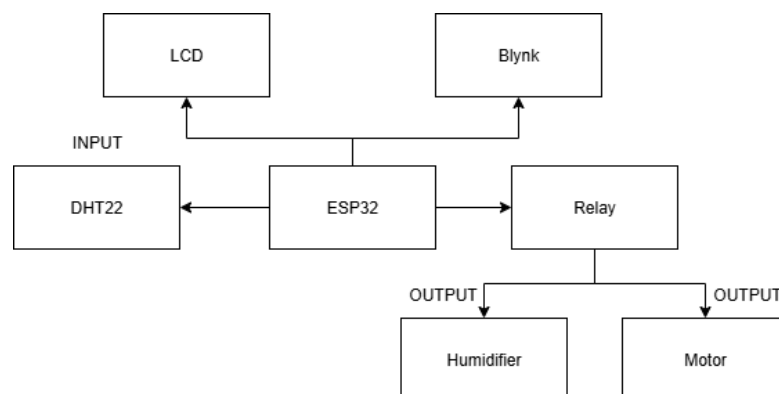 LCD
Blynk
INPUT
DHT22
ESP32
Relay
OUTPUT
OUTPUT
Humidifier
Motor